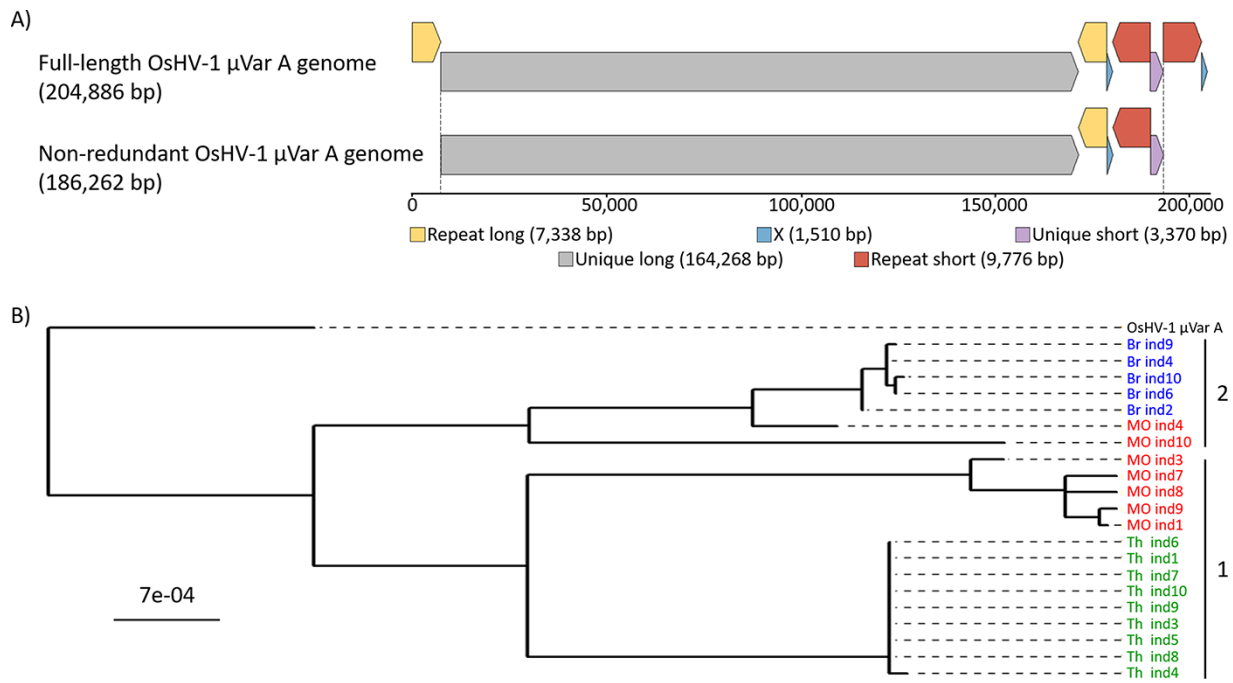 A)
Full-length OsHV-1 µVar A genome
(204,886 bp)
Non-redundant OsHV-1 µVar A genome
(186,262 bp)
0 50,000 100,000 150,000 200,000
Repeat long (7,338 bp) X (1,510 bp) Unique short (3,370 bp)
Unique long (164,268 bp) Repeat short (9,776 bp)
B)
OsHV-1 µVar A
Br ind9
Br ind4
Br ind10
Br ind6
Br ind2
MO ind4
MO ind10
2
MO ind3
MO ind7
MO ind8
MO ind9
MO ind1
Th ind6
Th ind1
Th ind7
Th ind10
Th ind9
Th ind3
Th ind5
Th ind8
Th ind4
1
7e-04